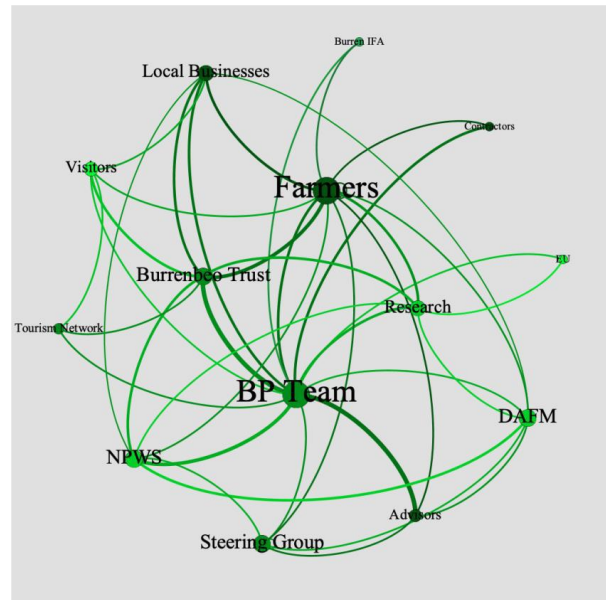 Burren IFA
Local Businesses
Contractors
Visitors
Farmers
EU
Burrenbeo Trust
Research
Tourism Network
BP Team
DAFM
NPWS
Advisors
Steering Group